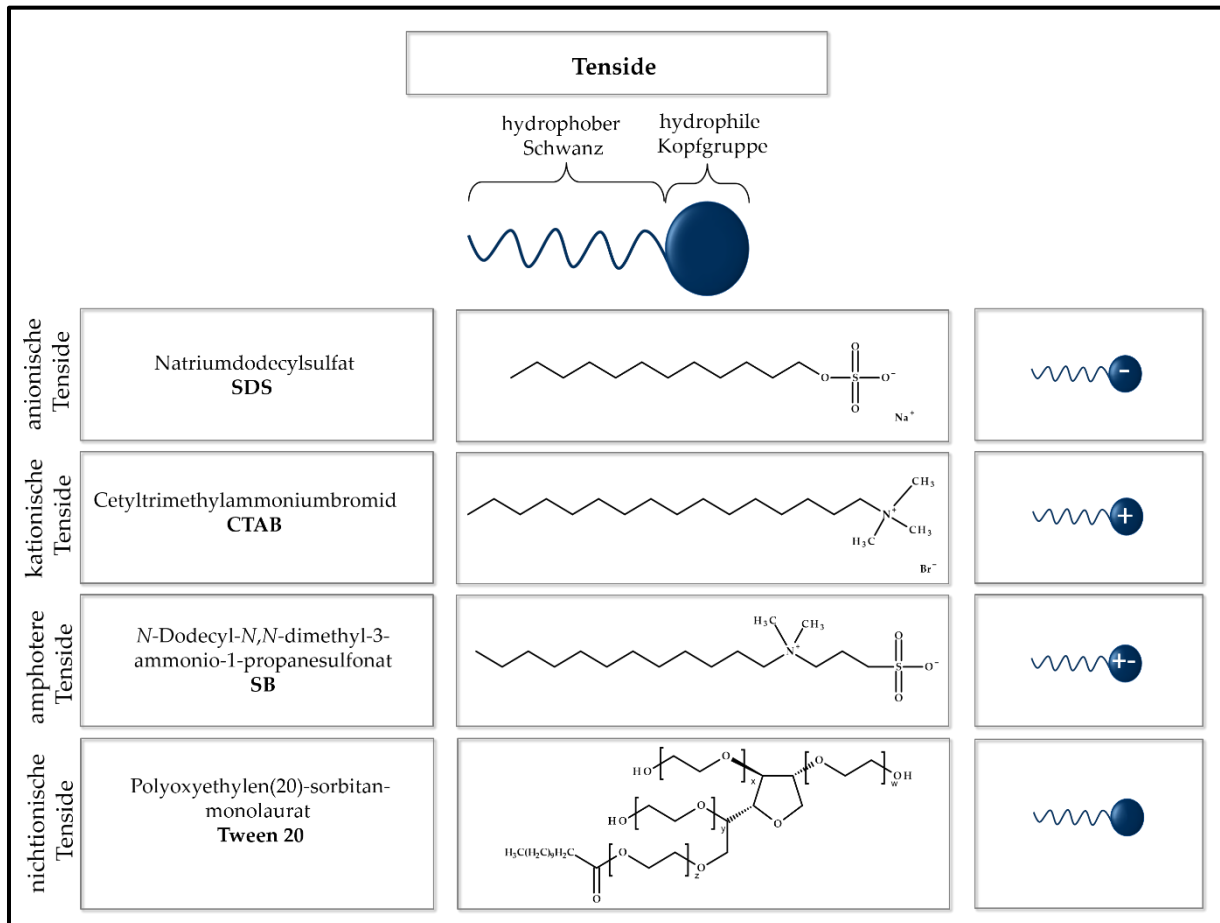 Tenside
hydrophober
Schwanz
hydrophile
Kopfgruppe
anionische
Tenside
Natriumdodecylsulfat
SDS
O
O
S
O⁻
O
Na⁺
−
kationische
Tenside
Cetyltrimethylammoniumbromid
CTAB
CH₃
N⁺
CH₃
H₃C
Br⁻
+
amphotere
Tenside
N-Dodecyl-N,N-dimethyl-3-
ammonio-1-propanesulfonat
SB
H₃C
CH₃
N⁺
O
S
O⁻
O
+-
nichtionische
Tenside
Polyoxyethylen(20)-sorbitan-
monolaurat
Tween 20
HO
O
x
O
OH
w
HO
O
y
O
H₃C(H₂C)₉H₂C
O
O
z
O